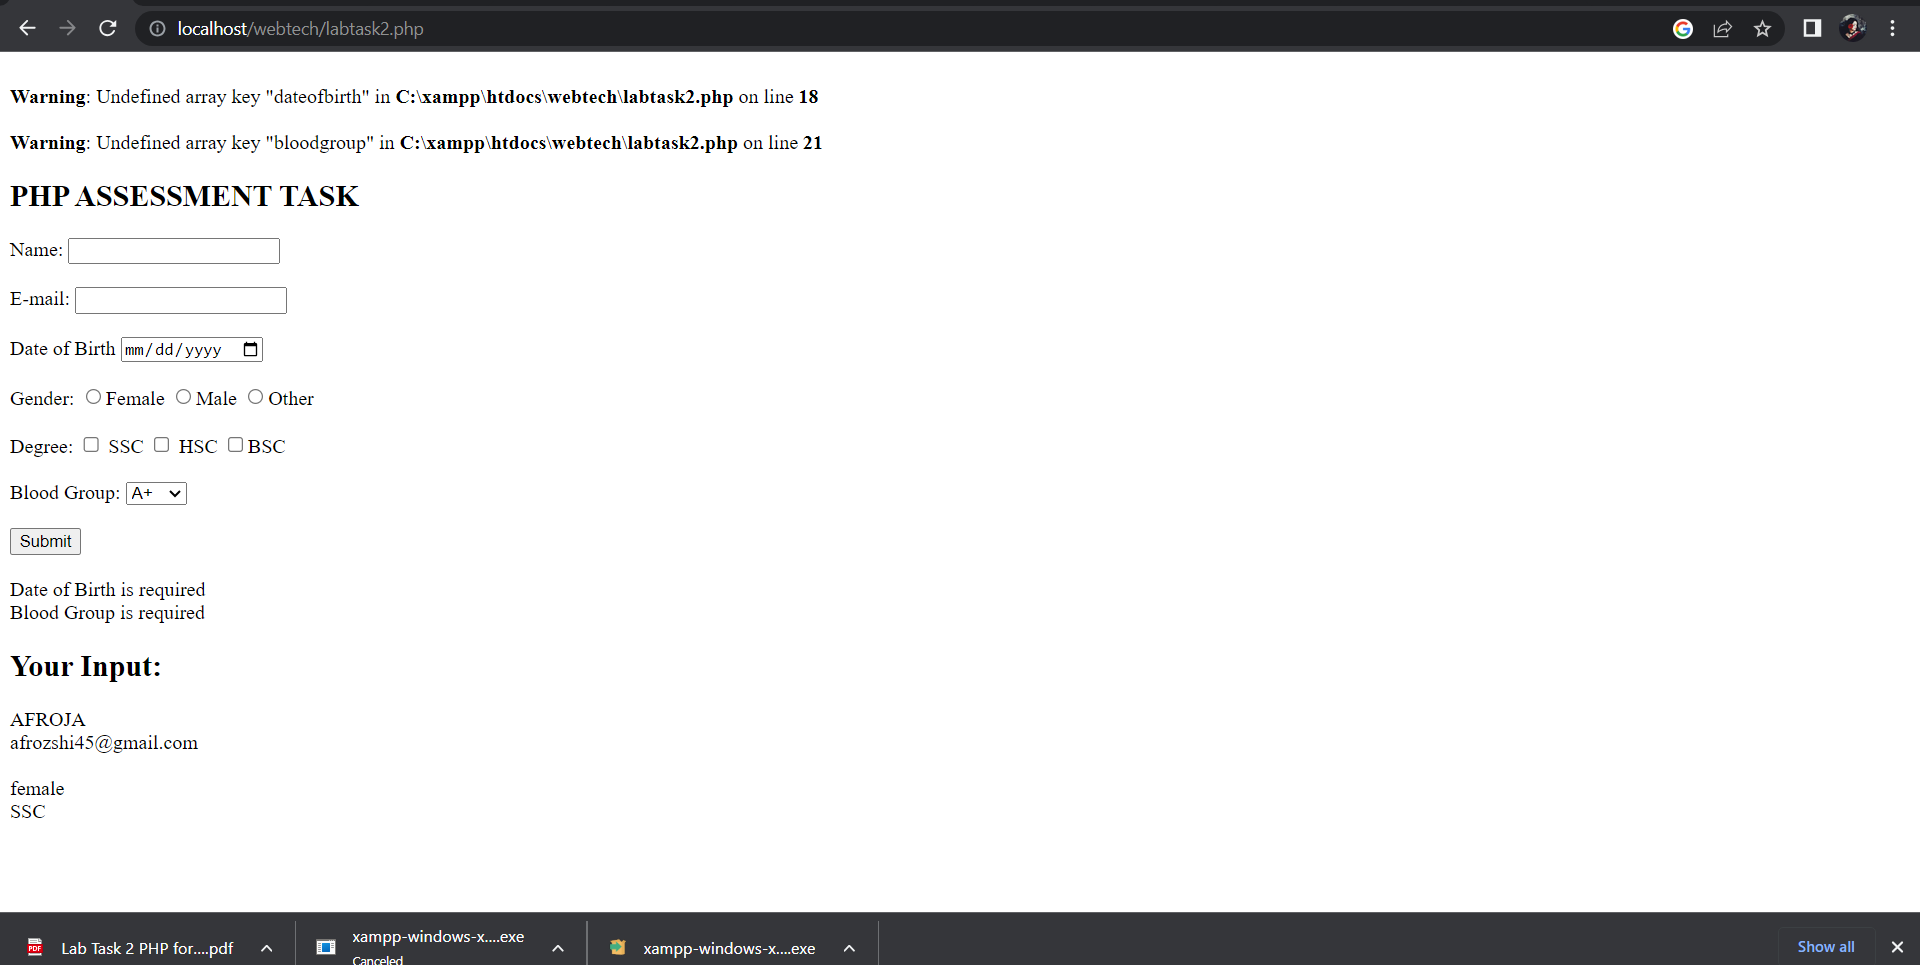 localhost/webtech/labtask2.php
Warning: Undefined array key "dateofbirth" in C:\xampp\htdocs\webtech\labtask2.php on line 18
Warning: Undefined array key "bloodgroup" in C:\xampp\htdocs\webtech\labtask2.php on line 21
PHP ASSESSMENT TASK
Name:
E-mail:
Date of Birth mm/dd/yyyy
Gender: Female Male Other
Degree: SSC HSC BSC
Blood Group: A+
Submit
Date of Birth is required
Blood Group is required
Your Input:
AFROJA
afrozshi45@gmail.com
female
SSC
Lab Task 2 PHP for....pdf
xampp-windows-x....exe
Canceled
xampp-windows-x....exe
Show all